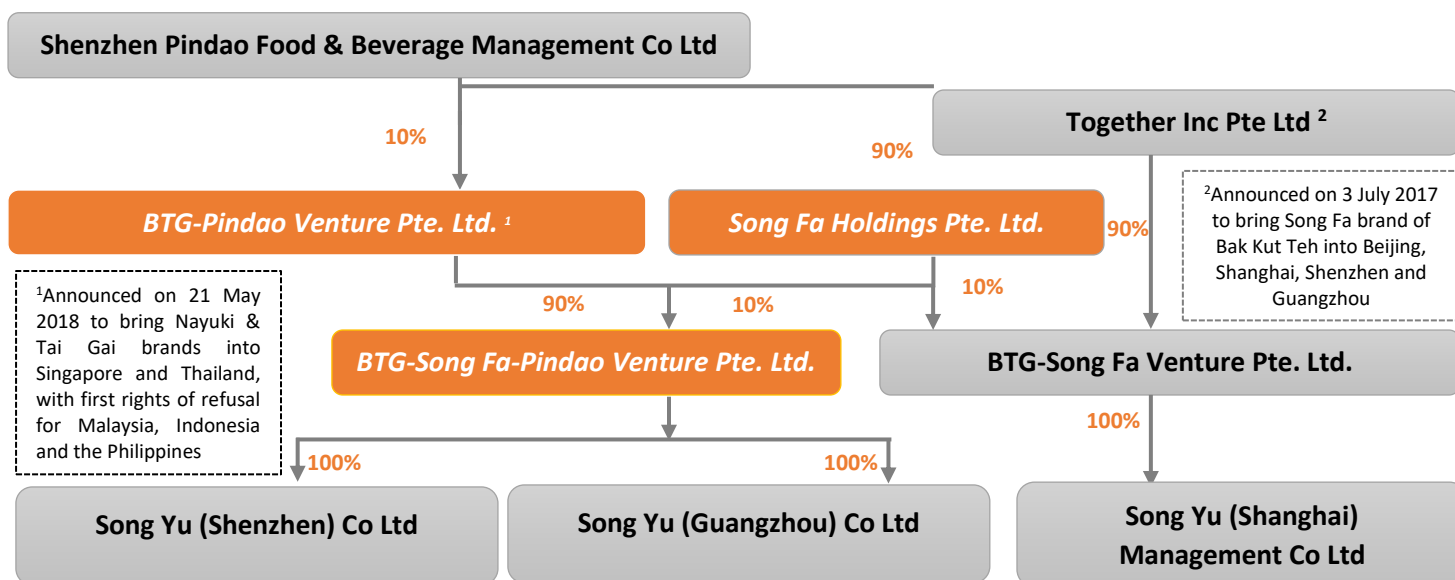 Shenzhen Pindao Food & Beverage Management Co Ltd
Together Inc Pte Ltd ²
10%
90%
BTG-Pindao Venture Pte. Ltd. ¹
Song Fa Holdings Pte. Ltd.
90%
²Announced on 3 July 2017
to bring Song Fa brand of
Bak Kut Teh into Beijing,
Shanghai, Shenzhen and
Guangzhou
¹Announced on 21 May
2018 to bring Nayuki &
Tai Gai brands into
Singapore and Thailand,
with first rights of refusal
for Malaysia, Indonesia
and the Philippines
90%
10%
10%
BTG-Song Fa-Pindao Venture Pte. Ltd.
BTG-Song Fa Venture Pte. Ltd.
100%
100%
100%
Song Yu (Shenzhen) Co Ltd
Song Yu (Guangzhou) Co Ltd
Song Yu (Shanghai)
Management Co Ltd